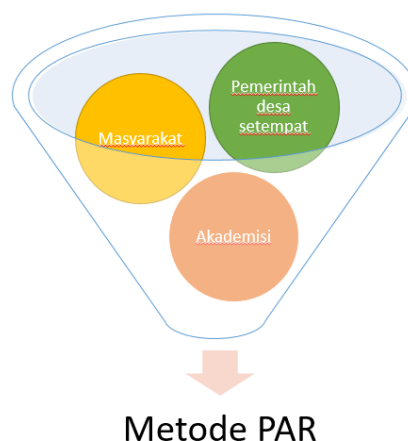 Pemerintah
desa
setempat
Masyarakat
Akademisi
Metode PAR